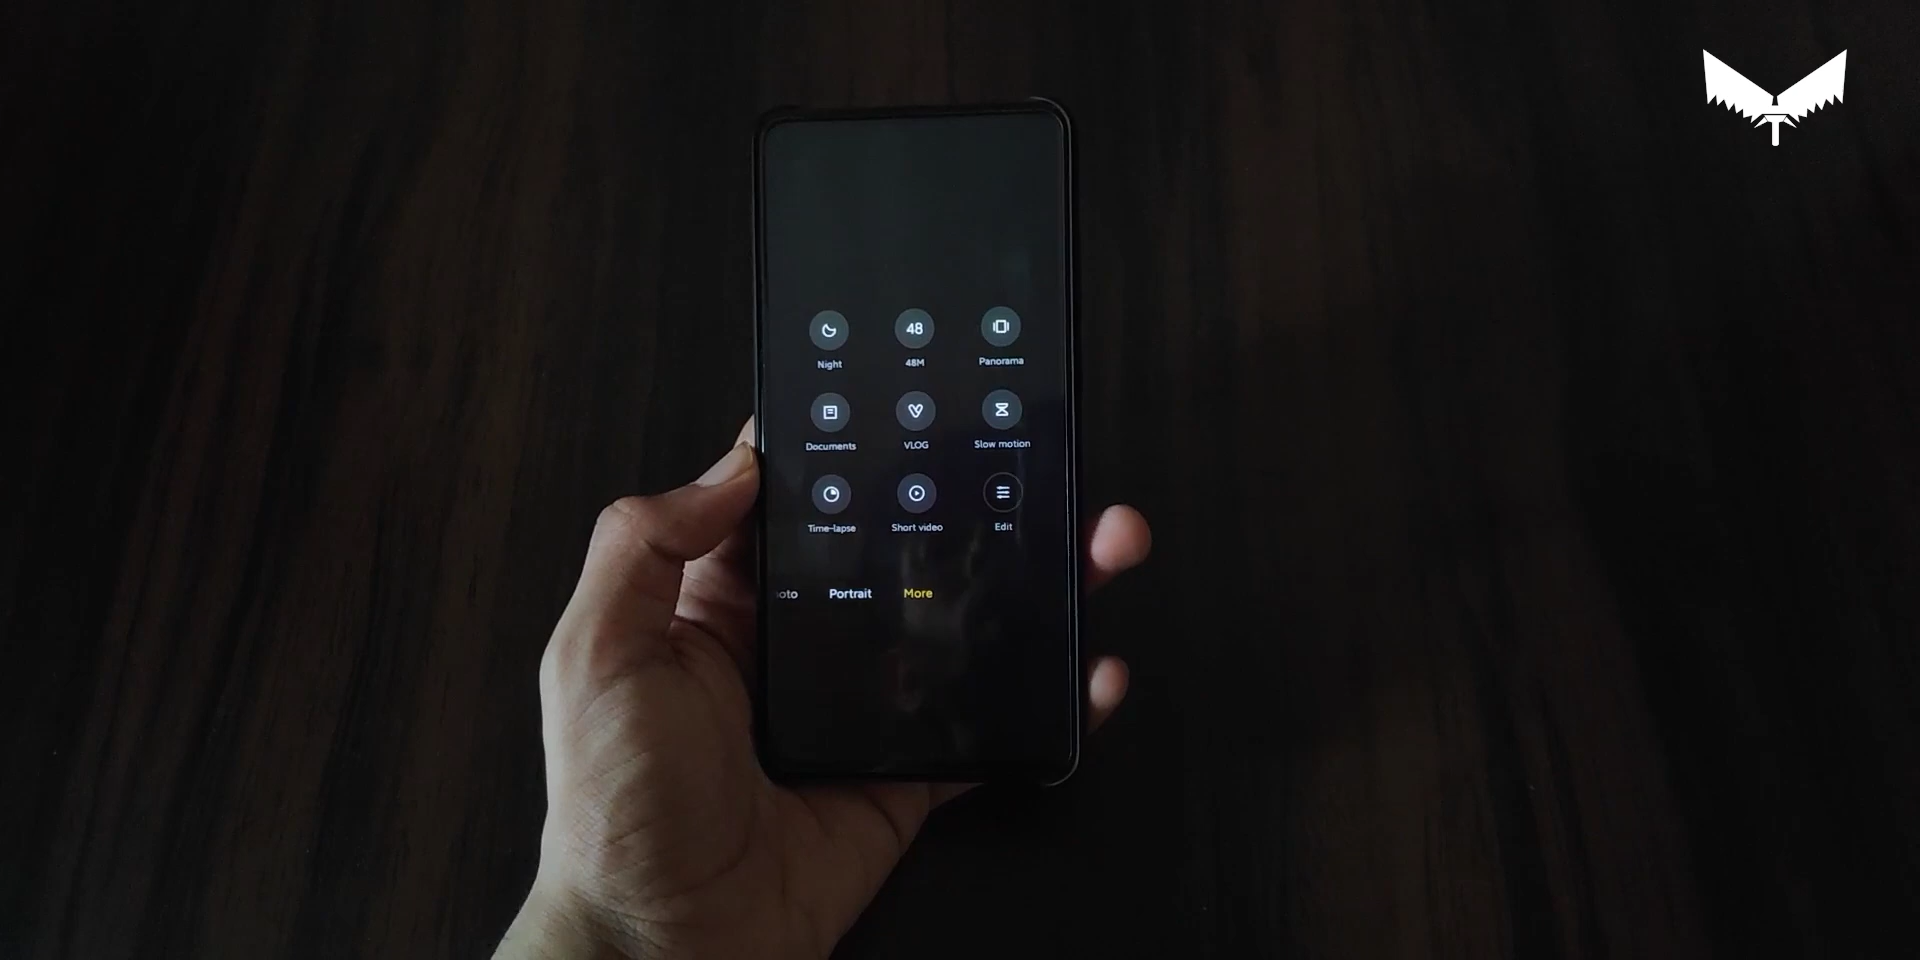 48
Night
48M
Panorama
Documents
VLOG
Slow motion
Time-lapse
Short video
Edit
oto
Portrait
More